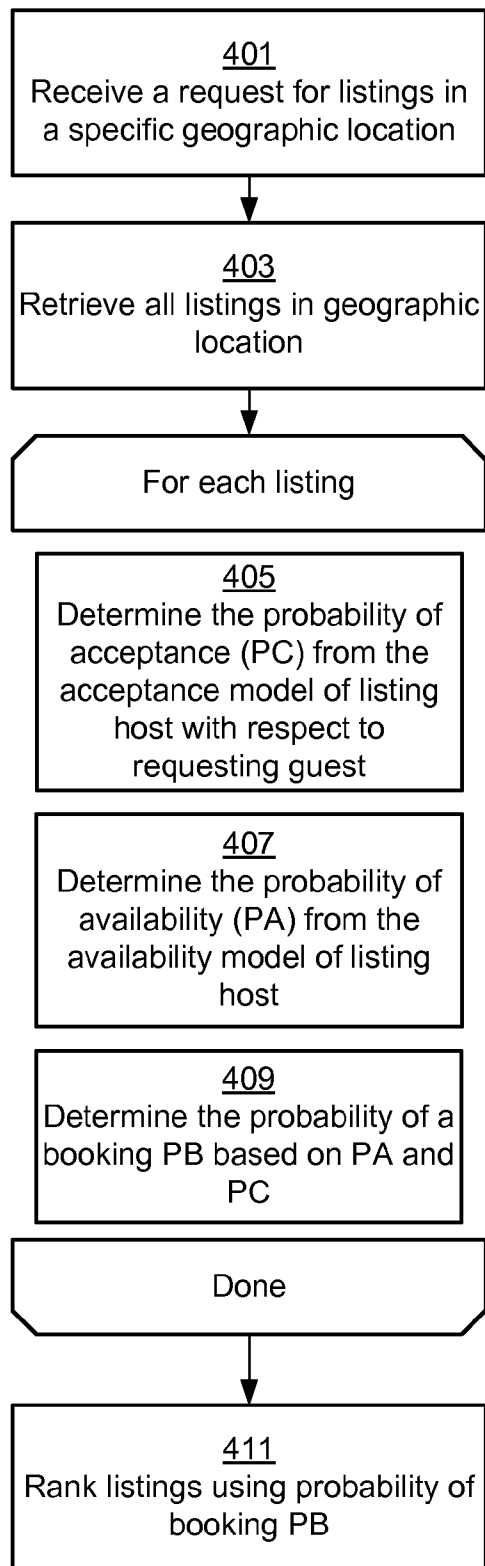 401
Receive a request for listings in
a specific geographic location
403
Retrieve all listings in geographic
location
For each listing
405
Determine the probability of
acceptance (PC) from the
acceptance model of listing
host with respect to
requesting guest
407
Determine the probability of
availability (PA) from the
availability model of listing
host
409
Determine the probability of a
booking PB based on PA and
PC
Done
411
Rank listings using probability of
booking PB